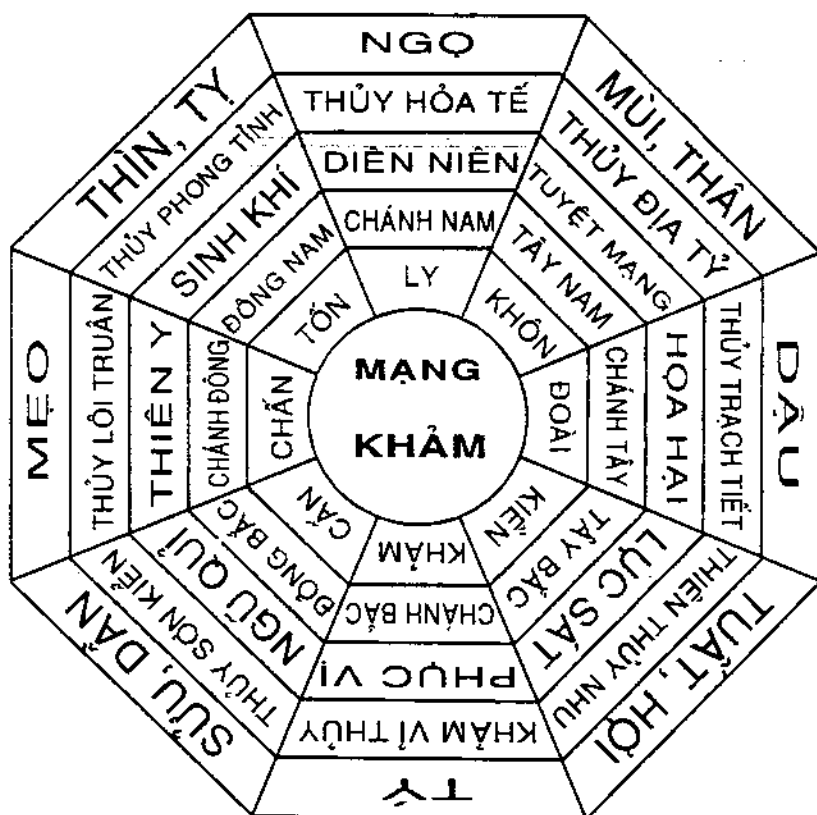 NGỌ
THỦY HỎA TẾ
DIÊN NIÊN
CHÁNH NAM
LY
MÙI, THÂN
THỦY ĐỊA TỶ
TUYỆT MẠNG
TÂY NAM
KHÔN
DẬU
THỦY TRẠCH TIẾT
HỌA HẠI
CHÁNH TÂY
ĐOÀI
TUẤT, HỢI
THIÊN THỦY NHU
LỤC SÁT
TÂY BẮC
KIỀN
TÝ
KHẢM VĨ THỦY
PHỤC VỊ
CHÁNH BẮC
KHẢM
SỬU, DẦN
THỦY SƠN KIỂN
NGŨ QUỈ
ĐÔNG BẮC
CẤN
MẸO
THỦY LÔI TRUÂN
THIÊN Y
CHÁNH ĐÔNG
CHẤN
THÌN, TỴ
THỦY PHONG TỈNH
SINH KHÍ
ĐÔNG NAM
TỐN
MẠNG
KHẢM